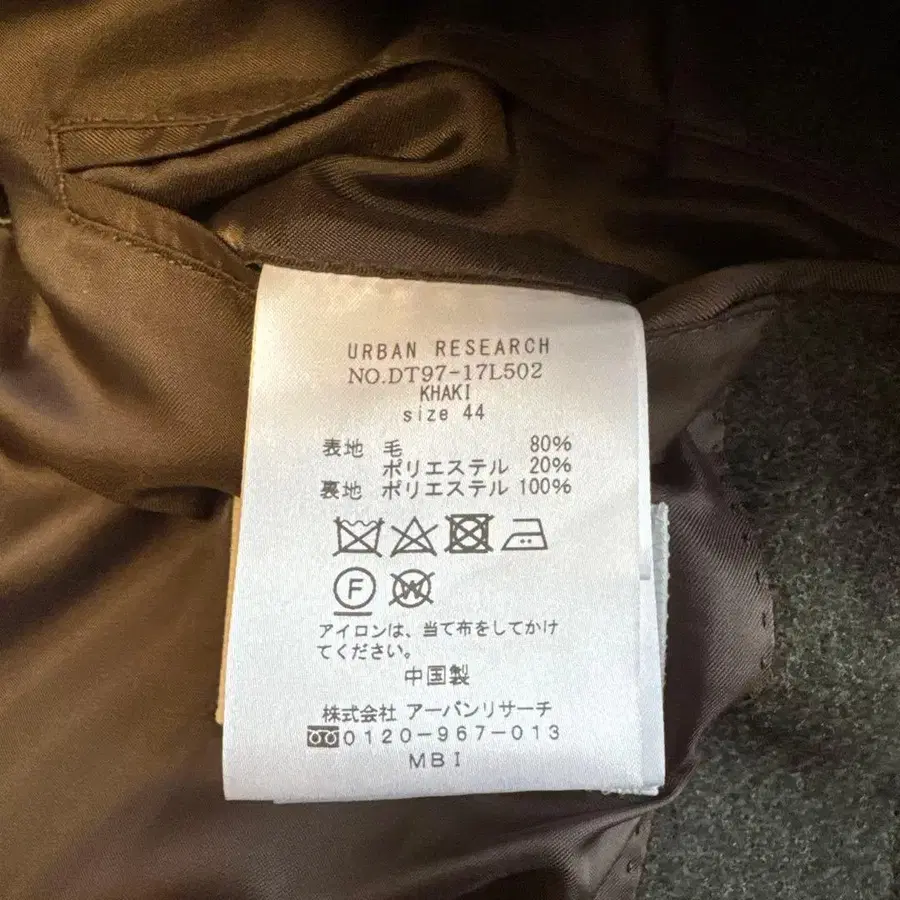 URBAN RESEARCH
NO.DT97-17L502
KHAKI
size 44
表地 毛 80%
ポリエステル 20%
裏地 ポリエステル 100%
F W
アイロンは、当て布をしてかけ
てください。
中国製
株式会社 アーバンリサーチ
0120-967-013
MBI